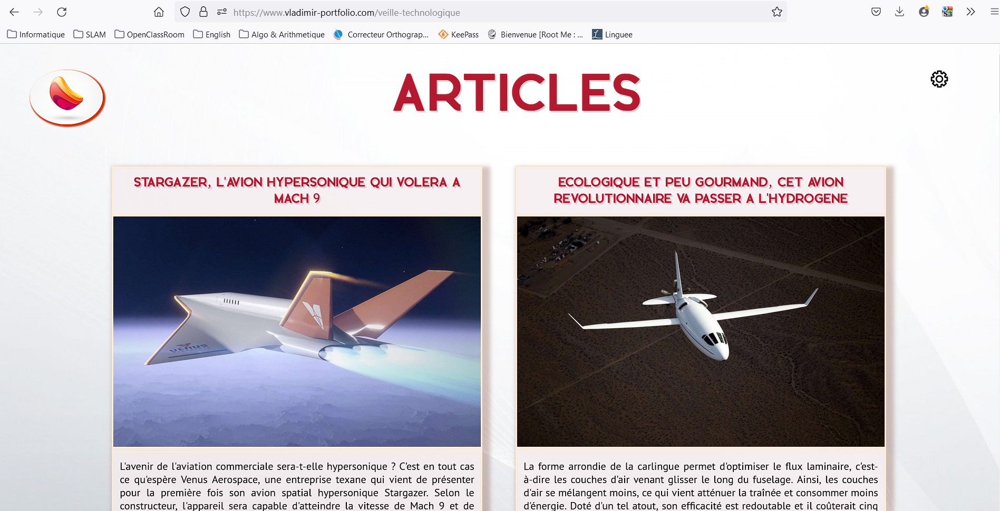 https://www.vladimir-portfolio.com/veille-technologique
S3
Informatique SLAM OpenClassRoom English Algo & Arithmetique Correcteur Orthograp... KeePass Bienvenue [Root Me : ... Linguee
ARTICLES
STARGAZER, L'AVION HYPERSONIQUE QUI VOLERA A
MACH 9
VENUS
L'avenir de l'aviation commerciale sera-t-elle hypersonique ? C'est en tout cas
ce qu'espère Venus Aerospace, une entreprise texane qui vient de présenter
pour la première fois son avion spatial hypersonique Stargazer. Selon le
constructeur, l'appareil sera capable d'atteindre la vitesse de Mach 9 et de
ECOLOGIQUE ET PEU GOURMAND, CET AVION
REVOLUTIONNAIRE VA PASSER A L'HYDROGENE
La forme arrondie de la carlingue permet d'optimiser le flux laminaire, c'est-
à-dire les couches d'air venant glisser le long du fuselage. Ainsi, les couches
d'air se mélangent moins, ce qui vient atténuer la traînée et consommer moins
d'énergie. Doté d'un tel atout, son efficacité est redoutable et il coûterait cinq